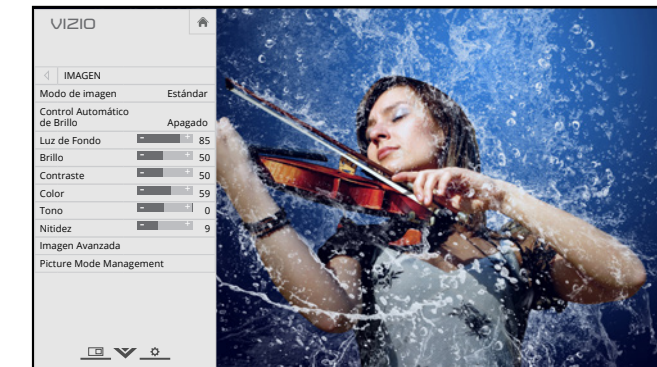 VIZIO
IMAGEN
Modo de imagen Estándar
Control Automático
de Brillo Apagado
Luz de Fondo - + 85
Brillo - + 50
Contraste - + 50
Color - + 59
Tono - + 0
Nitidez - + 9
Imagen Avanzada
Picture Mode Management